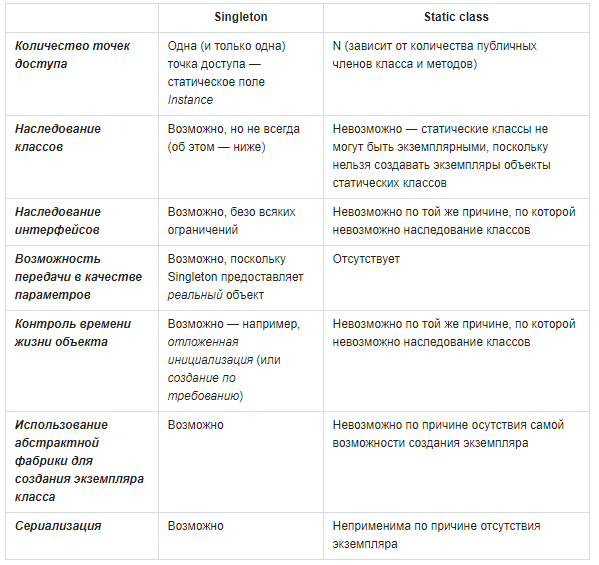 Singleton
Static class
Количество точек
доступа
Одна (и только одна)
точка доступа —
статическое поле
Instance
N (зависит от количества публичных
членов класса и методов)
Наследование
классов
Возможно, но не всегда
(об этом — ниже)
Невозможно — статические классы не
могут быть экземплярными, поскольку
нельзя создавать экземпляры объекты
статических классов
Наследование
интерфейсов
Возможно, безо всяких
ограничений
Невозможно по той же причине, по которой
невозможно наследование классов
Возможность
передачи в качестве
параметров
Возможно, поскольку
Singleton предоставляет
реальный объект
Отсутствует
Контроль времени
жизни объекта
Возможно — например,
отложенная
инициализация (или
создание по
требованию)
Невозможно по той же причине, по которой
невозможно наследование классов
Использование
абстрактной
фабрики для
создания экземпляра
класса
Возможно
Невозможно по причине осутствия самой
возможности создания экземпляра
Сериализация
Возможно
Неприменима по причине отсутствия
экземпляра